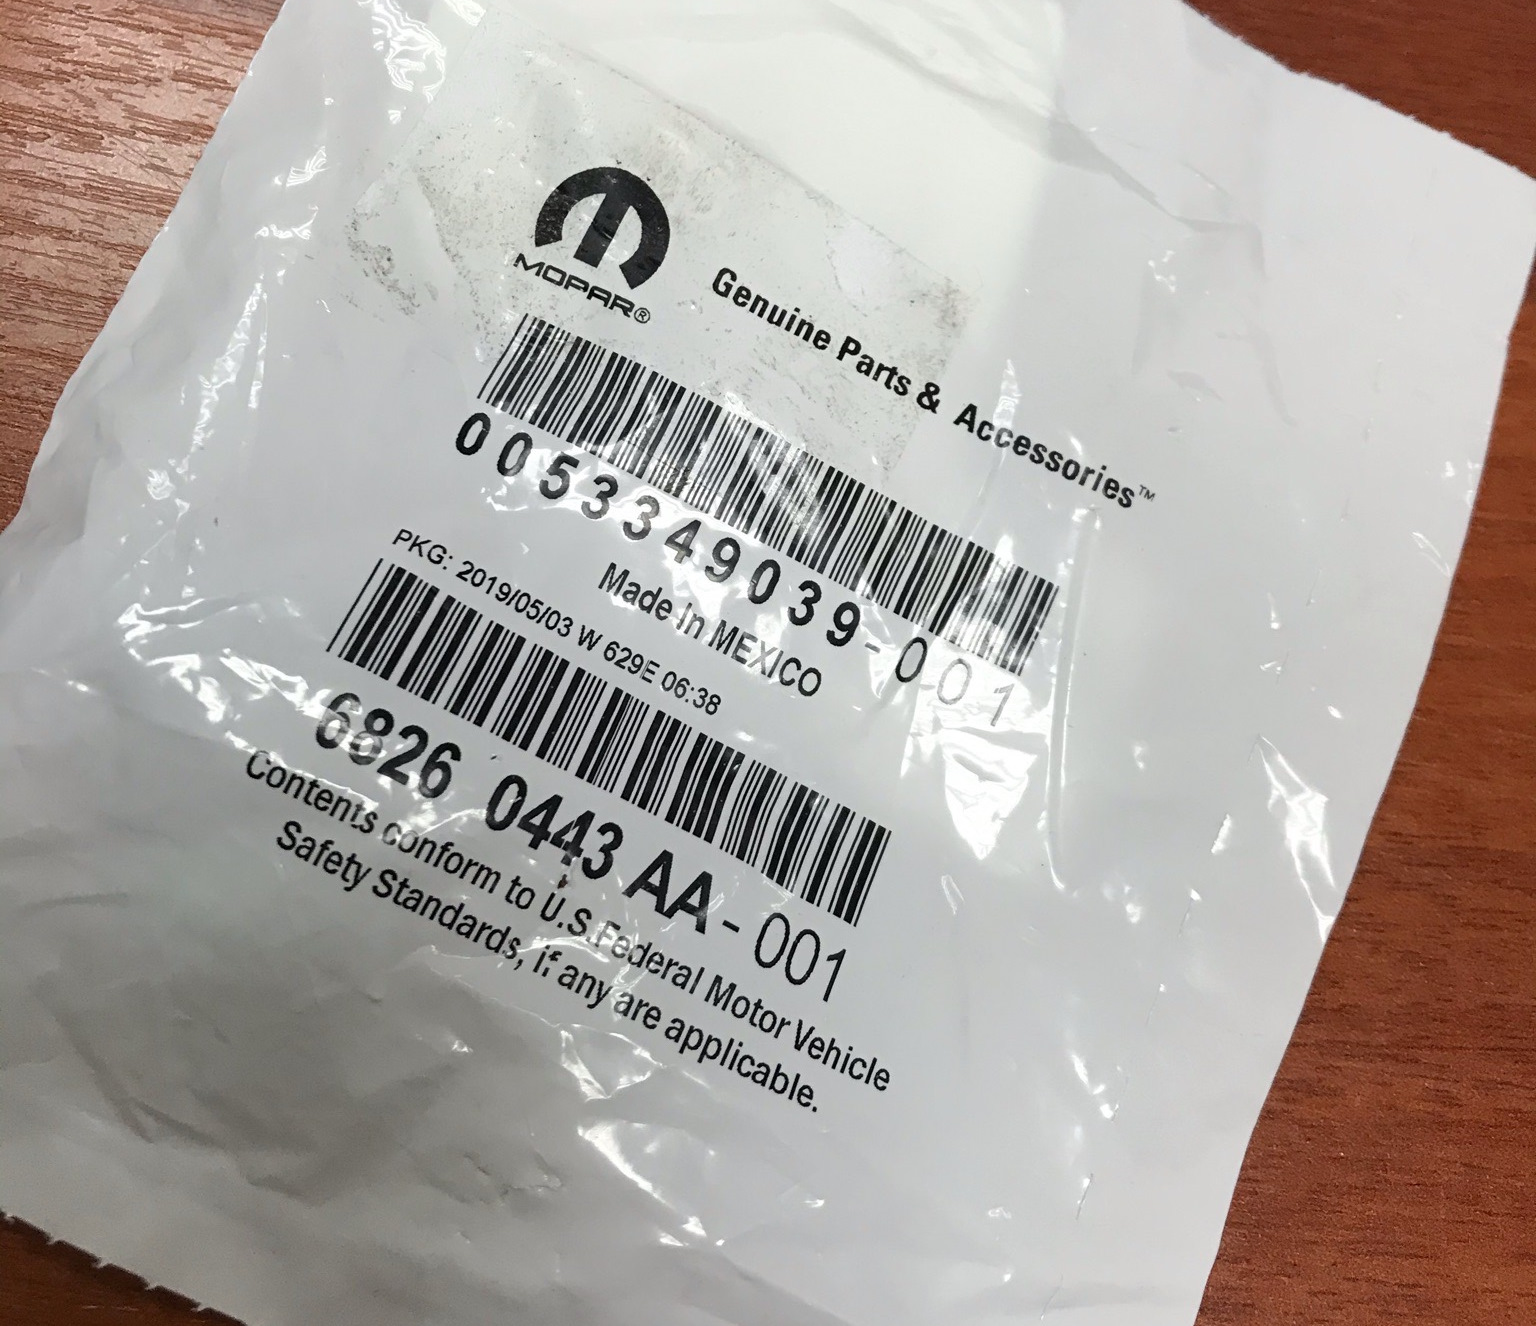 MOPAR®
Genuine Parts & Accessories™
0053349039-001
Made in MEXICO
PKG: 2019/05/03 W 629E 06:38
6826 0443 AA - 001
Contents conform to U.S.Federal Motor Vehicle
Safety Standards, if any are applicable.